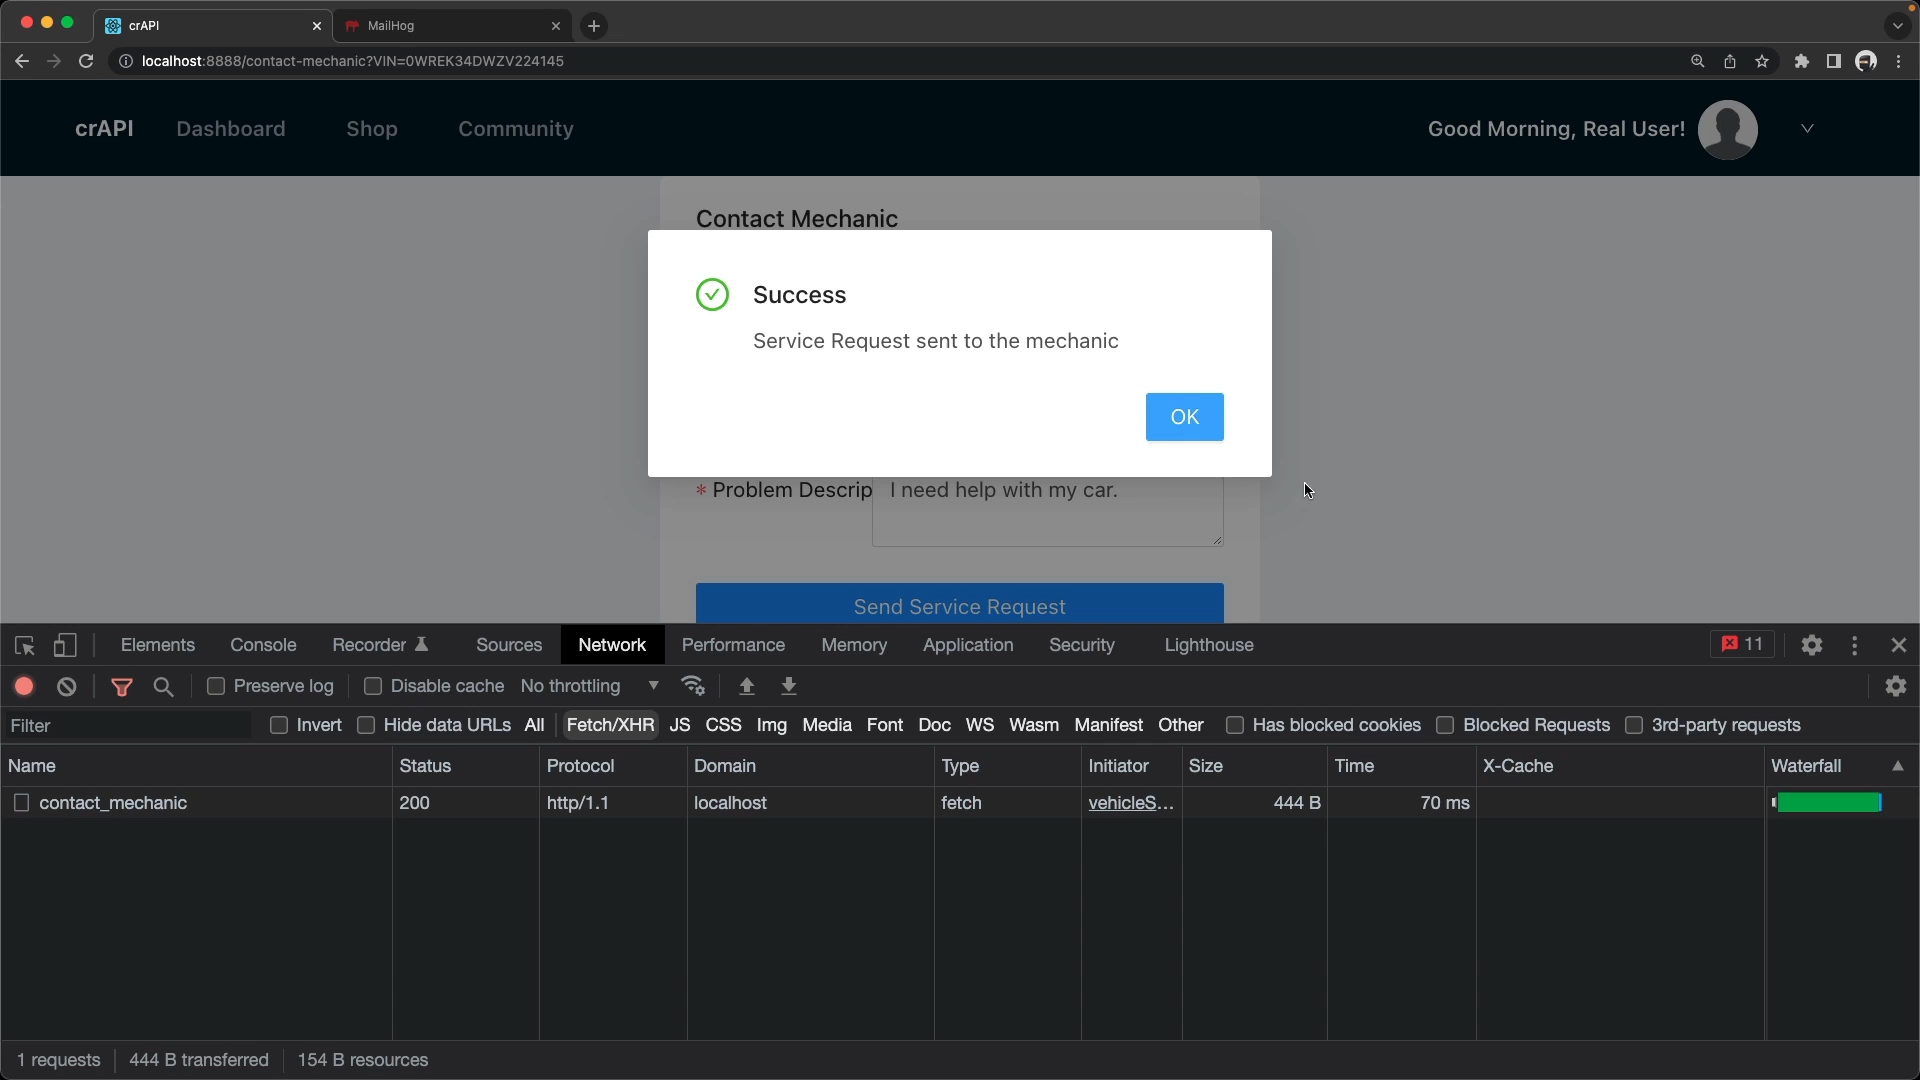 crAPI
MailHog
localhost:8888/contact-mechanic?VIN=0WREK34DWZV224145
crAPI Dashboard Shop Community Good Morning, Real User!
Contact Mechanic
Success
Service Request sent to the mechanic
OK
* Problem Descrip I need help with my car.
Send Service Request
Elements Console Recorder Sources Network Performance Memory Application Security Lighthouse 11
Preserve log Disable cache No throttling
Filter Invert Hide data URLs All Fetch/XHR JS CSS Img Media Font Doc WS Wasm Manifest Other Has blocked cookies Blocked Requests 3rd-party requests
Name Status Protocol Domain Type Initiator Size Time X-Cache Waterfall
contact_mechanic 200 http/1.1 localhost fetch vehicleS... 444 B 70 ms
1 requests 444 B transferred 154 B resources